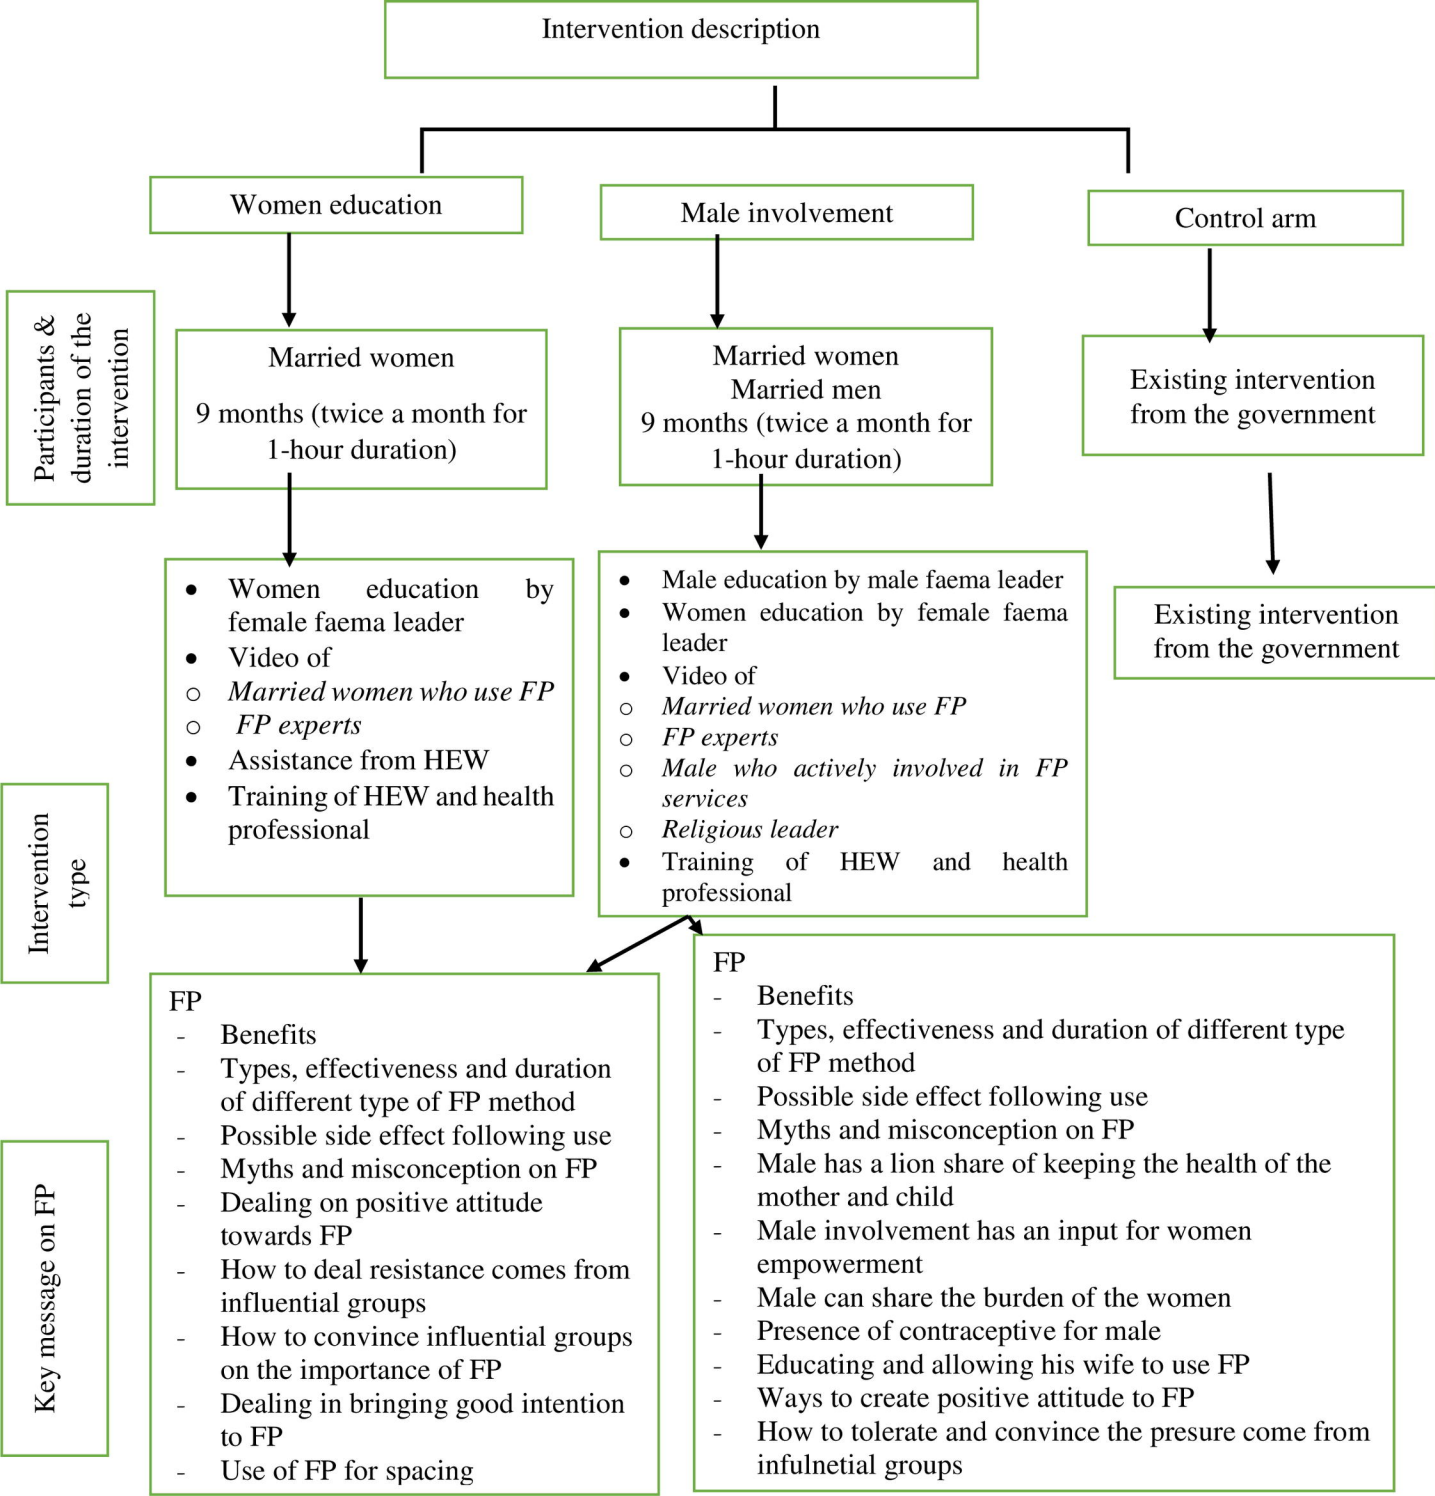 Intervention description
Women education
Male involvement
Control arm
Participants &
duration of the
intervention
Married women
9 months (twice a month for
1-hour duration)
Married women
Married men
9 months (twice a month for
1-hour duration)
Existing intervention
from the government
Intervention
type
• Women education by
female faema leader
• Video of
o Married women who use FP
o FP experts
• Assistance from HEW
• Training of HEW and health
professional
• Male education by male faema leader
• Women education by female faema
leader
• Video of
o Married women who use FP
o FP experts
o Male who actively involved in FP
services
o Religious leader
• Training of HEW and health
professional
Existing intervention
from the government
Key message on FP
FP
- Benefits
- Types, effectiveness and duration
of different type of FP method
- Possible side effect following use
- Myths and misconception on FP
- Dealing on positive attitude
towards FP
- How to deal resistance comes from
influential groups
- How to convince influential groups
on the importance of FP
- Dealing in bringing good intention
to FP
- Use of FP for spacing
FP
- Benefits
- Types, effectiveness and duration of different type
of FP method
- Possible side effect following use
- Myths and misconception on FP
- Male has a lion share of keeping the health of the
mother and child
- Male involvement has an input for women
empowerment
- Male can share the burden of the women
- Presence of contraceptive for male
- Educating and allowing his wife to use FP
- Ways to create positive attitude to FP
- How to tolerate and convince the presure come from
infulnetial groups